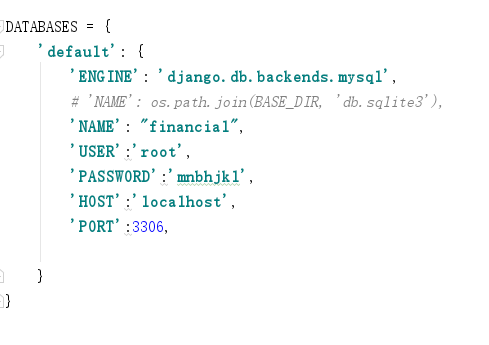 DATABASES = {
'default': {
'ENGINE': 'django.db.backends.mysql',
# 'NAME': os.path.join(BASE_DIR, 'db.sqlite3'),
'NAME': "financial",
'USER':'root',
'PASSWORD':'mnbhjkl',
'HOST':'localhost',
'PORT':3306,
}
}